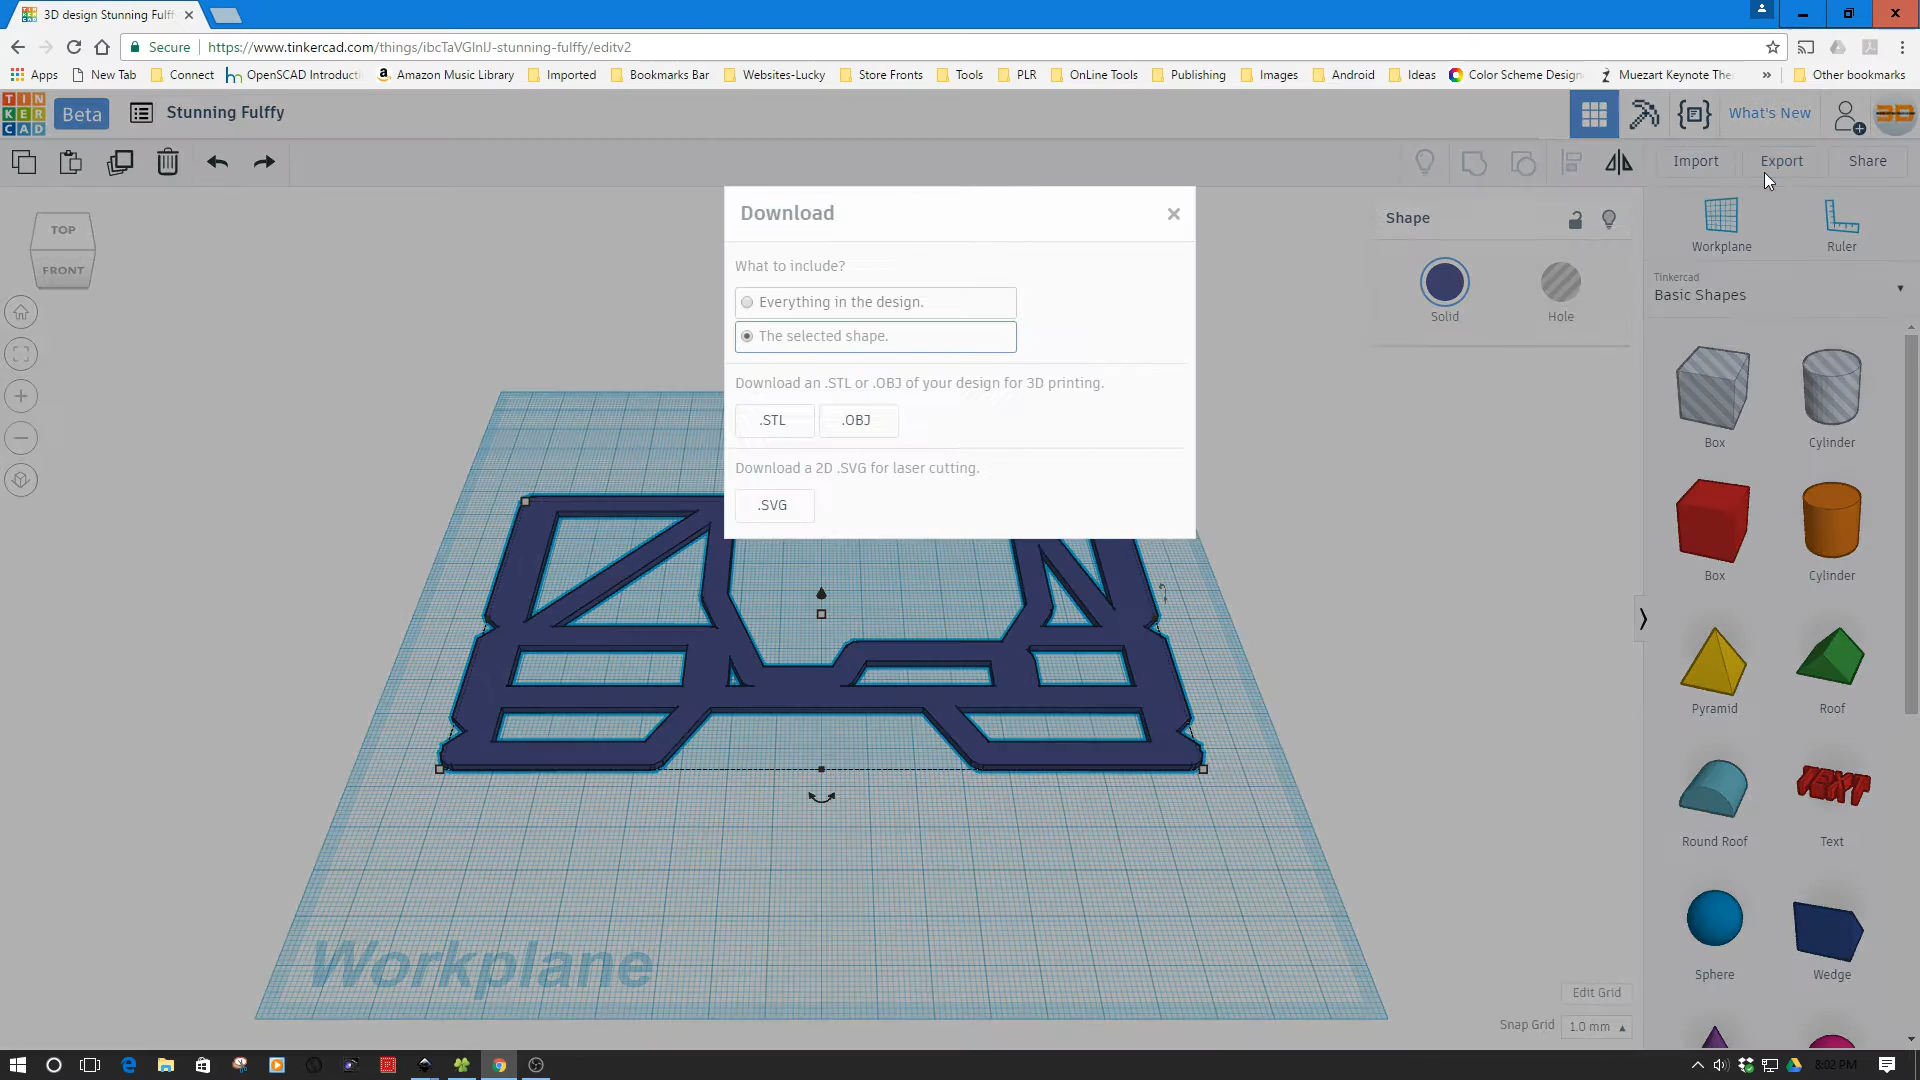 3D design Stunning Fulff
Secure
https://www.tinkercad.com/things/ibcTaVGlnIJ-stunning-fulffy/editv2
Apps
New Tab
Connect
OpenSCAD Introducti
Amazon Music Library
Imported
Bookmarks Bar
Websites-Lucky
Store Fronts
Tools
PLR
OnLine Tools
Publishing
Images
Android
Ideas
Color Scheme Design
Muezart Keynote The
»
Other bookmarks
TIN
KER
CAD
Beta
Stunning Fulffy
What's New
3D
Import
Export
Share
TOP
FRONT
Download
What to include?
Everything in the design.
The selected shape.
Download an .STL or .OBJ of your design for 3D printing.
.STL
.OBJ
Download a 2D .SVG for laser cutting.
.SVG
Shape
Solid
Hole
Workplane
Ruler
Tinkercad
Basic Shapes
Box
Cylinder
Box
Cylinder
Pyramid
Roof
TEXT
Round Roof
Text
Sphere
Wedge
Workplane
Edit Grid
Snap Grid
1.0 mm
8:02 PM